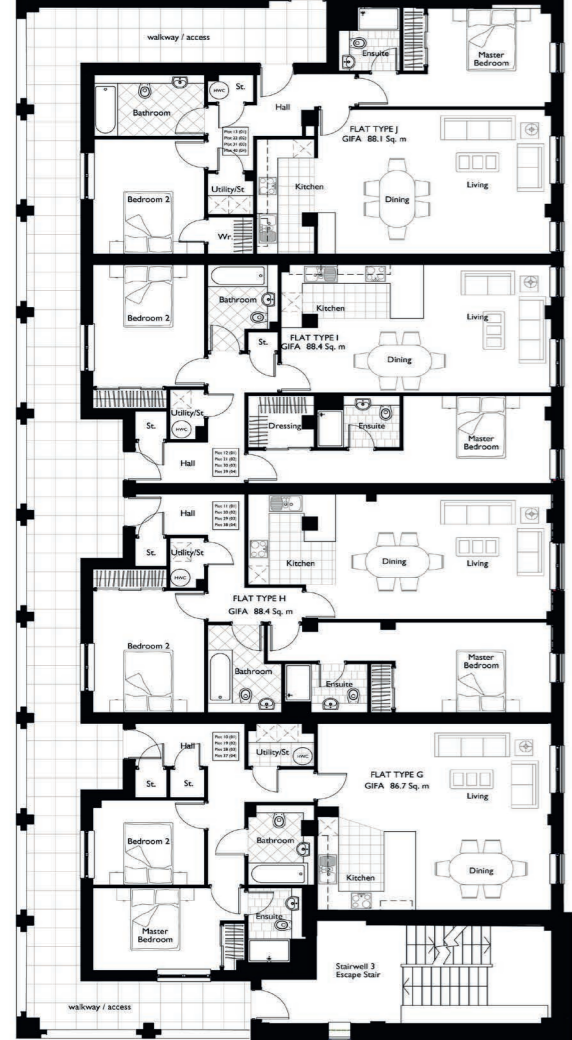 walkway / access
Ensuite
Master
Bedroom
HWC
St.
Hall
Bathroom
FLAT TYPE J
GIFA 88.1 Sq. m
Kitchen
Dining
Living
Bedroom 2
Utility/St
Wr.
Bedroom 2
Bathroom
Kitchen
Living
FLAT TYPE I
GIFA 88.4 Sq. m
St.
Dining
Utility/St
HWC
St.
Dressing
Ensuite
Master
Bedroom
Hall
Hall
St.
Utility/St
HWC
Kitchen
Dining
Living
FLAT TYPE H
GIFA 88.4 Sq. m
Bedroom 2
Bathroom
Ensuite
Master
Bedroom
Hall
St.
St.
Utility/St
HWC
FLAT TYPE G
GIFA 86.7 Sq. m
Living
Bedroom 2
Bathroom
Kitchen
Dining
Master
Bedroom
Ensuite
Stairwell 3
Escape Stair
walkway / access